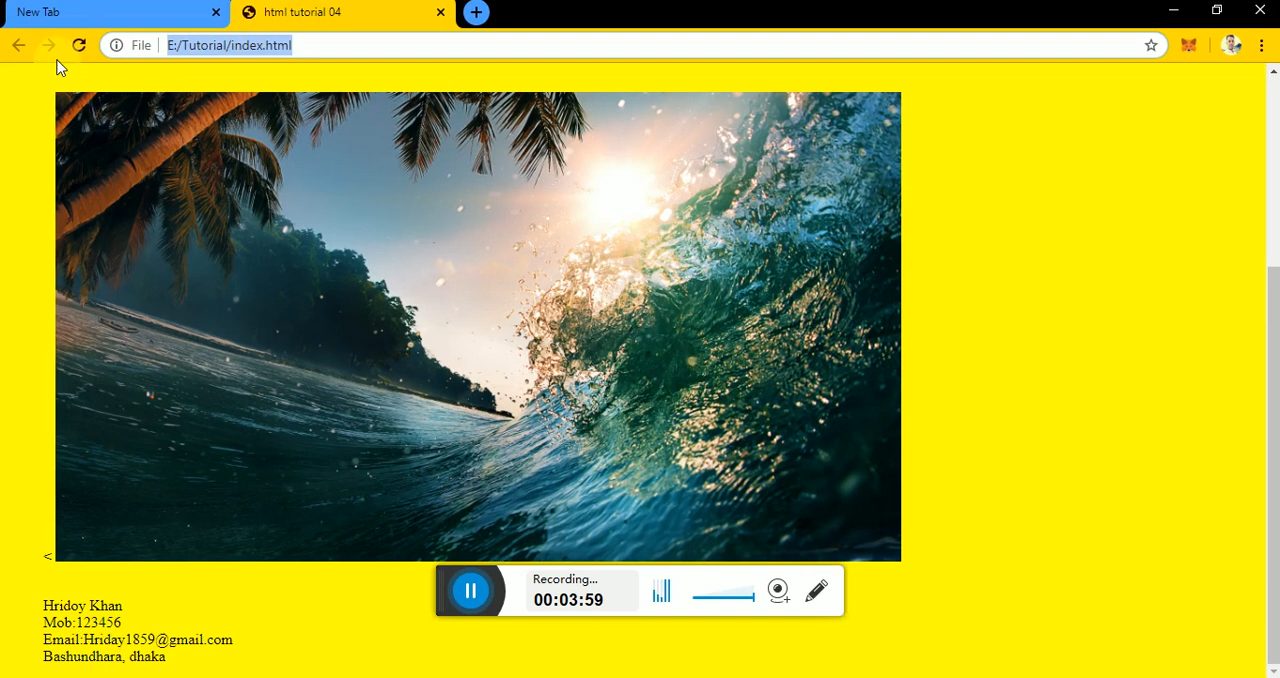 New Tab
html tutorial 04
File
E:/Tutorial/index.html
<
Recording...
00:03:59
Hridoy Khan
Mob:123456
Email:Hriday1859@gmail.com
Bashundhara, dhaka